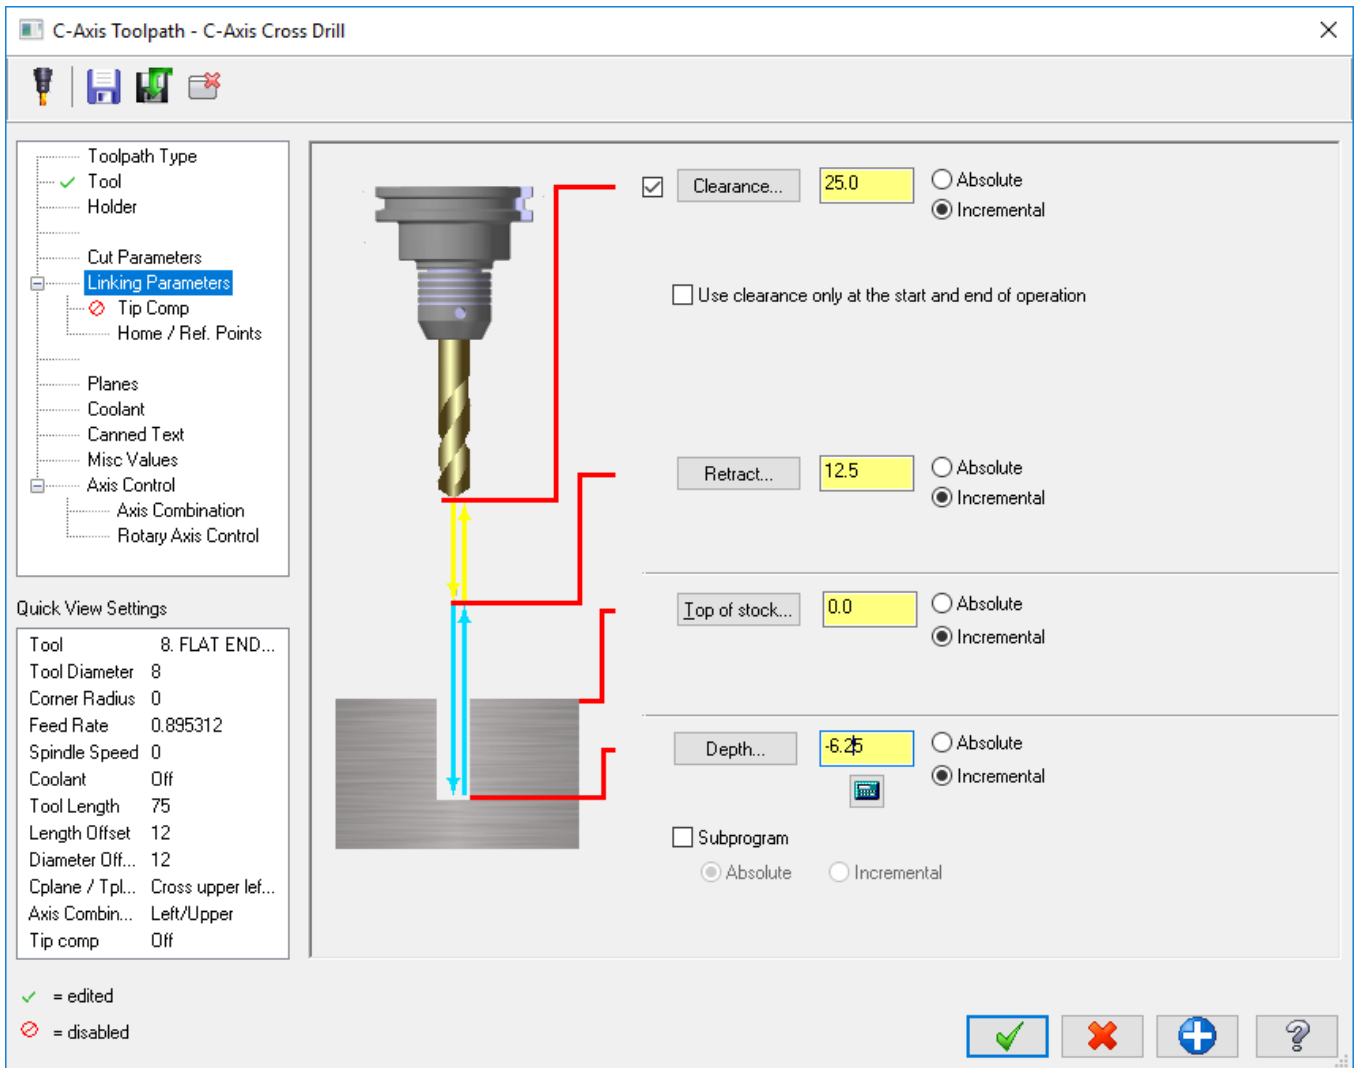 C-Axis Toolpath - C-Axis Cross Drill
Toolpath Type
Tool
Holder
Cut Parameters
Linking Parameters
Tip Comp
Home / Ref. Points
Planes
Coolant
Canned Text
Misc Values
Axis Control
Axis Combination
Rotary Axis Control
Quick View Settings
Tool 8. FLAT END...
Tool Diameter 8
Corner Radius 0
Feed Rate 0.895312
Spindle Speed 0
Coolant Off
Tool Length 75
Length Offset 12
Diameter Off... 12
Cplane / Tpl... Cross upper lef...
Axis Combin... Left/Upper
Tip comp Off
= edited
= disabled
Clearance... 25.0 Absolute
Incremental
Use clearance only at the start and end of operation
Retract... 12.5 Absolute
Incremental
Top of stock... 0.0 Absolute
Incremental
Depth... -6.25 Absolute
Incremental
Subprogram
Absolute Incremental